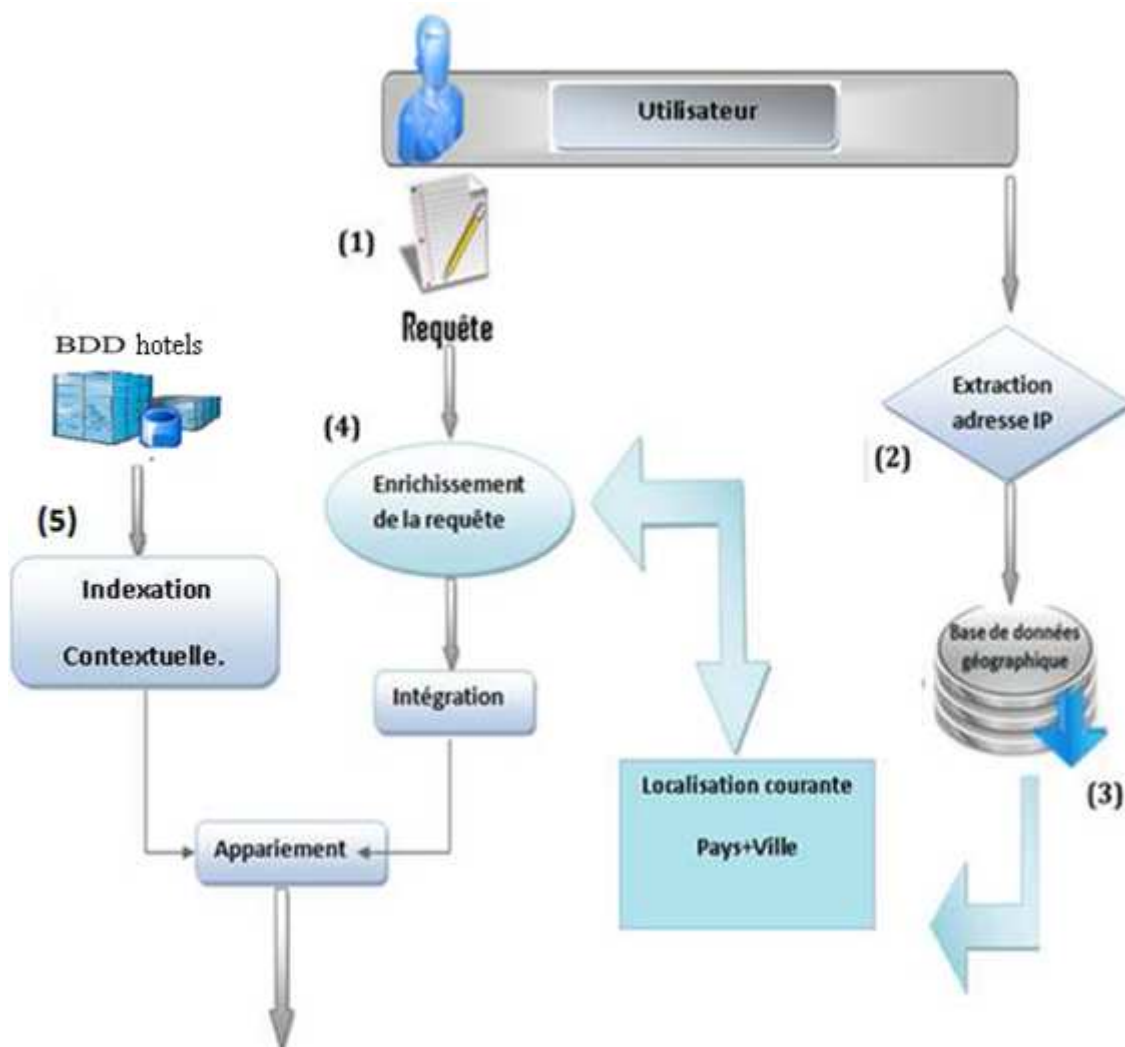 Utilisateur
(1)
Requête
BDD hotels
Extraction
adresse IP
(2)
(4)
Enrichissement
de la requête
(5)
Indexation
Contextuelle.
Base de données
géographique
Intégration
(3)
Localisation courante
Pays+Ville
Appariement